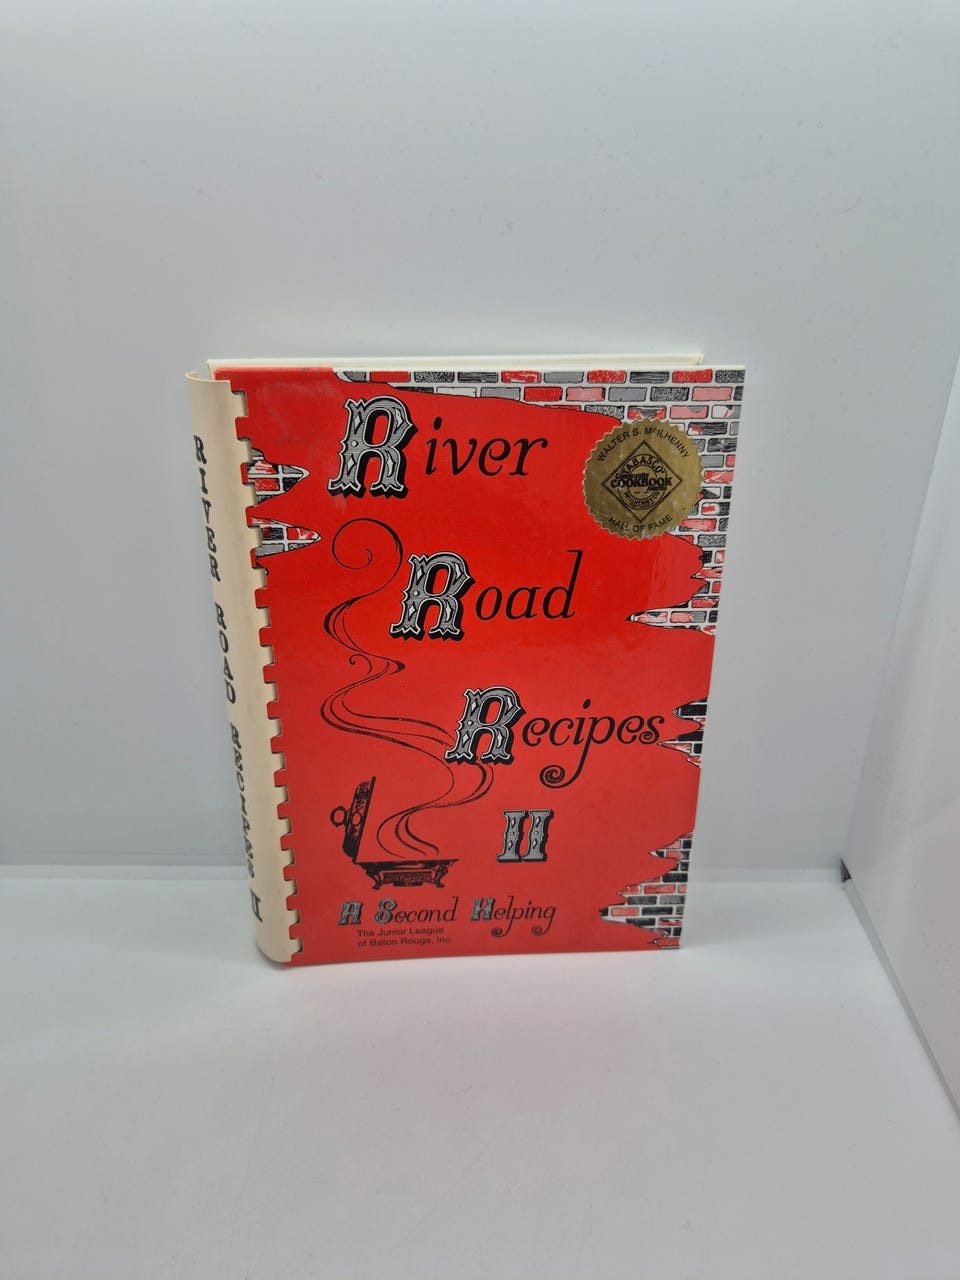 RIVER ROAD RECIPES II
River
Road
Recipes
II
A Second Helping
The Junior League
of Baton Rouge, Inc.
WALTER S. McILHENNY
TABASCO®
COOKBOOK
HALL OF FAME